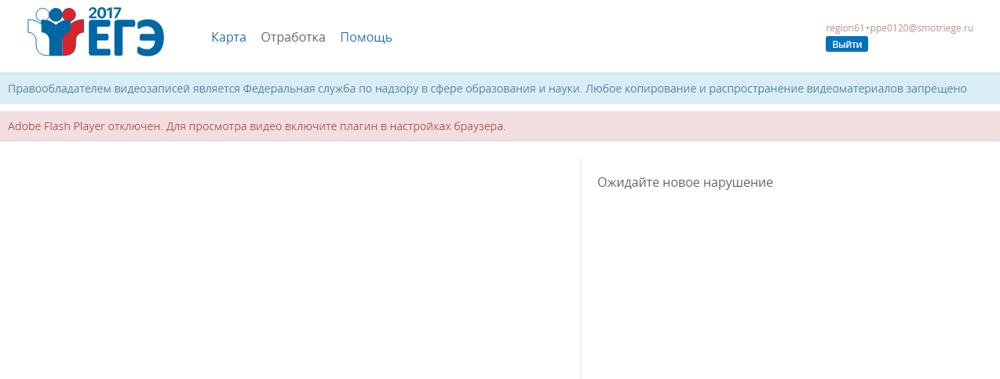 2017
ЕГЭ
Карта Отработка Помощь
region61+ppe0120@smotriege.ru
Выйти
Правообладателем видеозаписей является Федеральная служба по надзору в сфере образования и науки. Любое копирование и распространение видеоматериалов запрещено
Adobe Flash Player отключен. Для просмотра видео включите плагин в настройках браузера.
Ожидайте новое нарушение